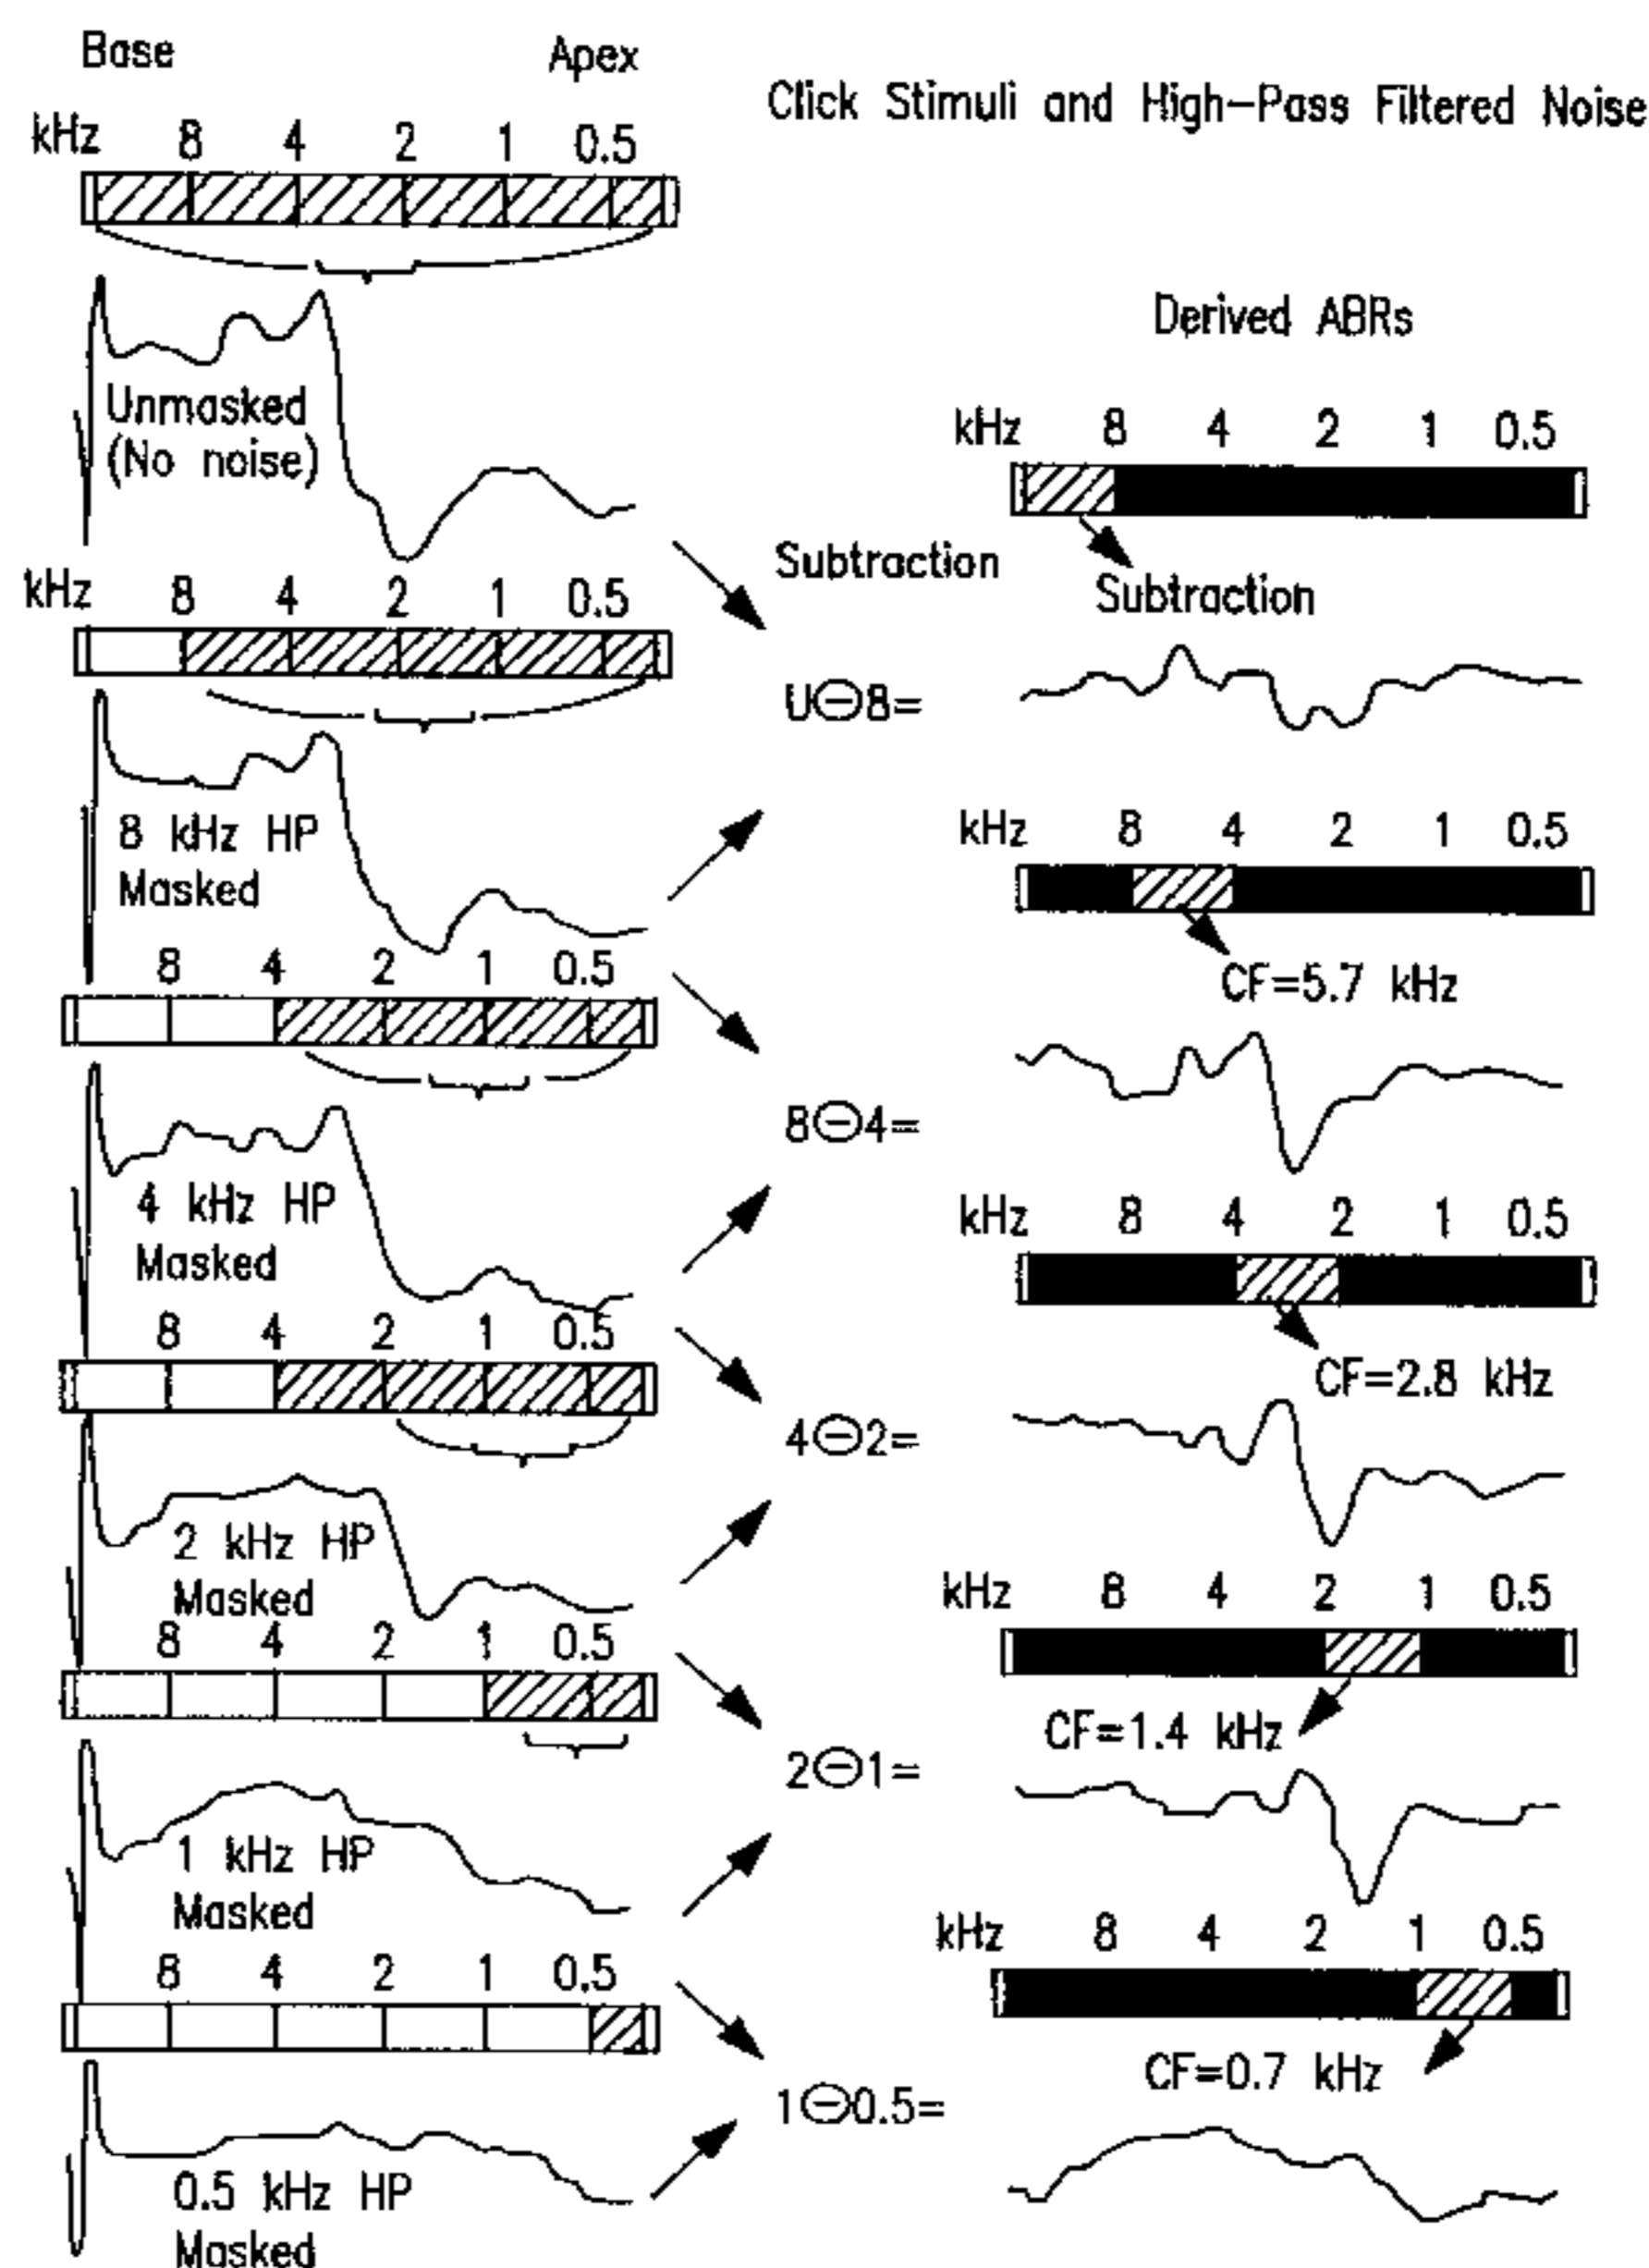 Base Apex
Click Stimuli and High-Pass Filtered Noise
kHz 8 4 2 1 0.5
Unmasked
(No noise)
kHz 8 4 2 1 0.5
8 kHz HP
Masked
8 4 2 1 0.5
4 kHz HP
Masked
8 4 2 1 0.5
2 kHz HP
Masked
8 4 2 1 0.5
1 kHz HP
Masked
8 4 2 1 0.5
0.5 kHz HP
Masked
Subtraction
U⊖8=
8⊖4=
4⊖2=
2⊖1=
1⊖0.5=
Derived ABRs
kHz 8 4 2 1 0.5
Subtraction
kHz 8 4 2 1 0.5
CF=5.7 kHz
kHz 8 4 2 1 0.5
CF=2.8 kHz
kHz 8 4 2 1 0.5
CF=1.4 kHz
kHz 8 4 2 1 0.5
CF=0.7 kHz